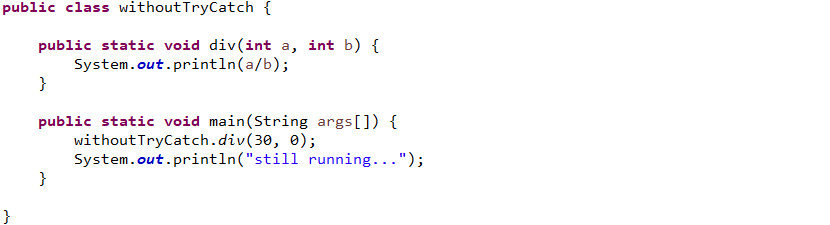 public class withoutTryCatch {
public static void div(int a, int b) {
System.out.println(a/b);
}
public static void main(String args[]) {
withoutTryCatch.div(30, 0);
System.out.println("still running...");
}
}